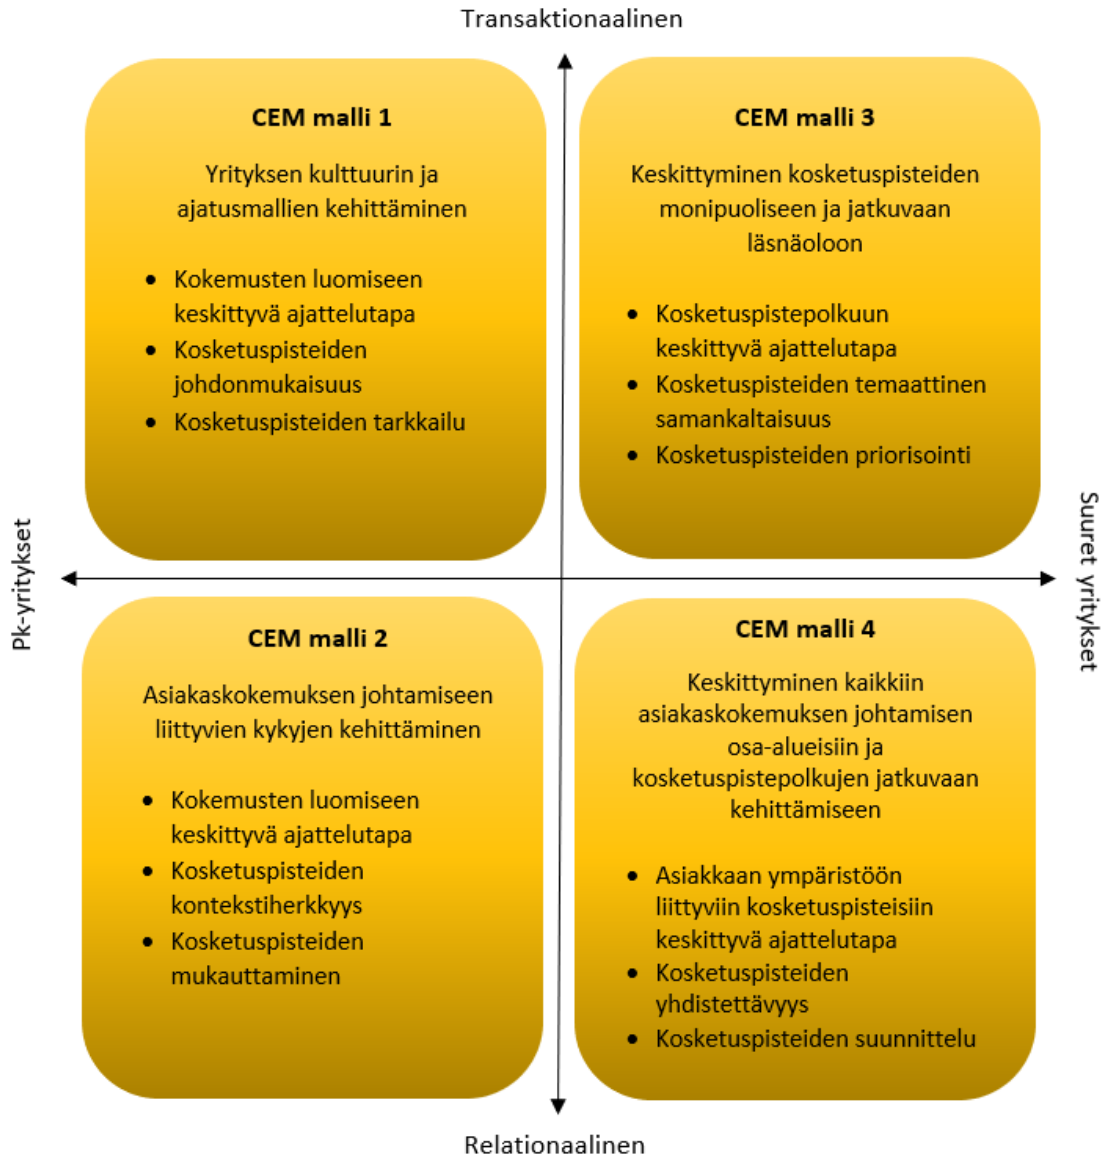 Transaktionaalinen
CEM malli 1
Yrityksen kulttuurin ja
ajatusmallien kehittäminen
• Kokemusten luomiseen
keskittyvä ajattelutapa
• Kosketuspisteiden
johdonmukaisuus
• Kosketuspisteiden tarkkailu
CEM malli 3
Keskittyminen kosketuspisteiden
monipuoliseen ja jatkuvaan
läsnäoloon
• Kosketuspistepolkuun
keskittyvä ajattelutapa
• Kosketuspisteiden temaattinen
samankaltaisuus
• Kosketuspisteiden priorisointi
Pk-yritykset
Suuret yritykset
CEM malli 2
Asiakaskokemuksen johtamiseen
liittyvien kykyjen kehittäminen
• Kokemusten luomiseen
keskittyvä ajattelutapa
• Kosketuspisteiden
kontekstiherkkyys
• Kosketuspisteiden
mukauttaminen
CEM malli 4
Keskittyminen kaikkiin
asiakaskokemuksen johtamisen
osa-alueisiin ja
kosketuspistepolkujen jatkuvaan
kehittämiseen
• Asiakkaan ympäristöön
liittyviin kosketuspisteisiin
keskittyvä ajattelutapa
• Kosketuspisteiden
yhdistettävyys
• Kosketuspisteiden suunnittelu
Relationaalinen